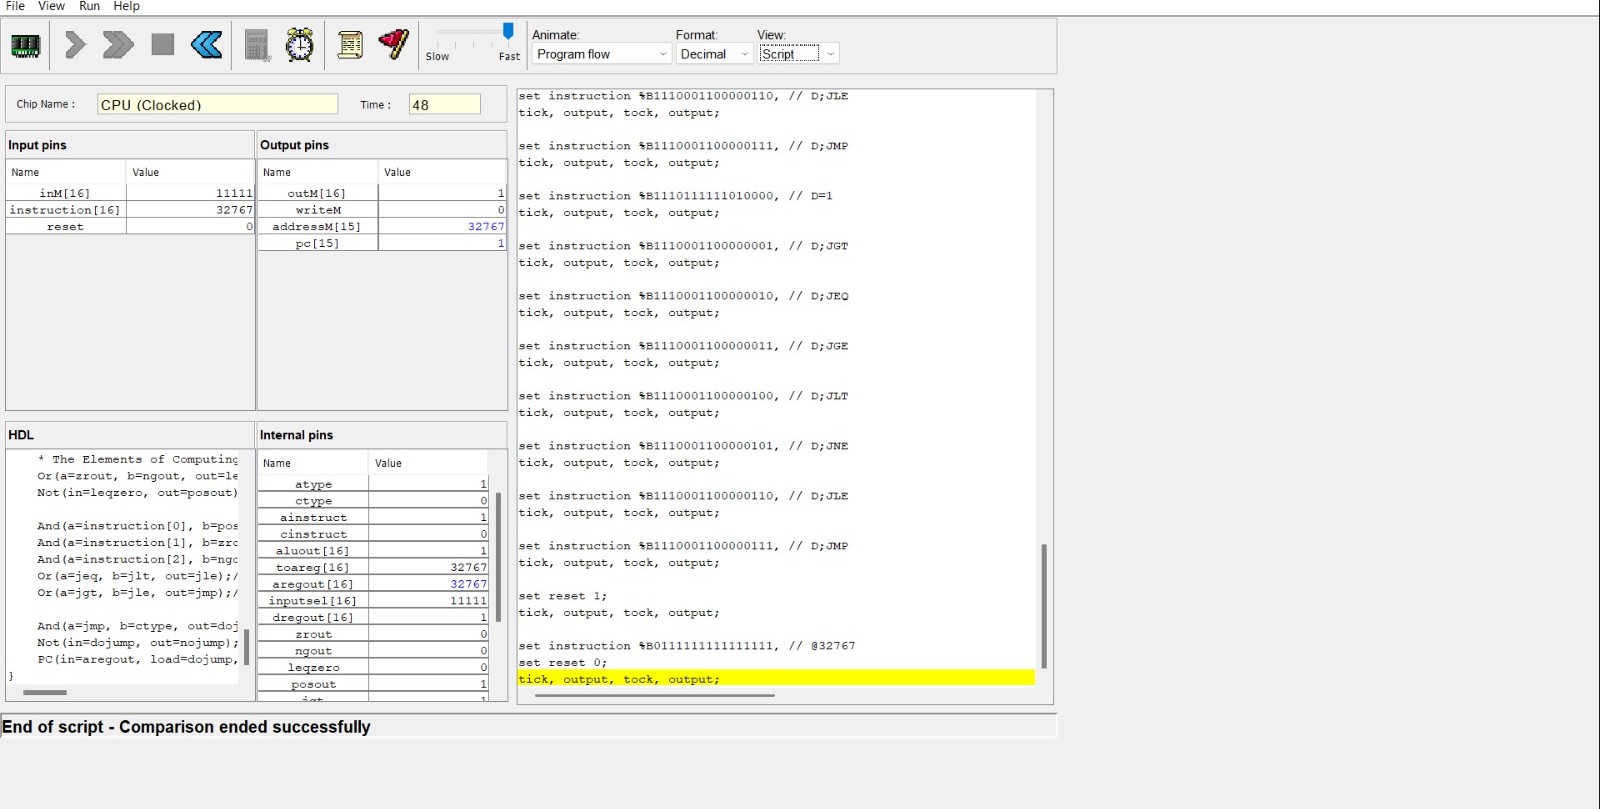 File View Run Help
Slow Fast
Animate:
Program flow
Format:
Decimal
View:
Script
Chip Name : CPU (Clocked) Time : 48
Input pins
Name Value
inM[16] 11111
instruction[16] 32767
reset 0
Output pins
Name Value
outM[16] 1
writeM 0
addressM[15] 32767
pc[15] 1
HDL
* The Elements of Computing
Or(a=zrout, b=ngout, out=le
Not(in=leqzero, out=posout)
And(a=instruction[0], b=pos
And(a=instruction[1], b=zro
And(a=instruction[2], b=ngo
Or(a=jeq, b=jlt, out=jle);/
Or(a=jgt, b=jle, out=jmp);/
And(a=jmp, b=ctype, out=doj
Not(in=dojump, out=nojump);
PC(in=aregout, load=dojump,
}
Internal pins
Name Value
atype 1
ctype 0
ainstruct 1
cinstruct 0
aluout[16] 1
toareg[16] 32767
aregout[16] 32767
inputsel[16] 11111
dregout[16] 1
zrout 0
ngout 0
leqzero 0
posout 1
jgt 1
set instruction %B1110001100000110, // D;JLE
tick, output, tock, output;
set instruction %B1110001100000111, // D;JMP
tick, output, tock, output;
set instruction %B1110111111010000, // D=1
tick, output, tock, output;
set instruction %B1110001100000001, // D;JGT
tick, output, tock, output;
set instruction %B1110001100000010, // D;JEQ
tick, output, tock, output;
set instruction %B1110001100000011, // D;JGE
tick, output, tock, output;
set instruction %B1110001100000100, // D;JLT
tick, output, tock, output;
set instruction %B1110001100000101, // D;JNE
tick, output, tock, output;
set instruction %B1110001100000110, // D;JLE
tick, output, tock, output;
set instruction %B1110001100000111, // D;JMP
tick, output, tock, output;
set reset 1;
tick, output, tock, output;
set instruction %B0111111111111111, // @32767
set reset 0;
tick, output, tock, output;
End of script - Comparison ended successfully